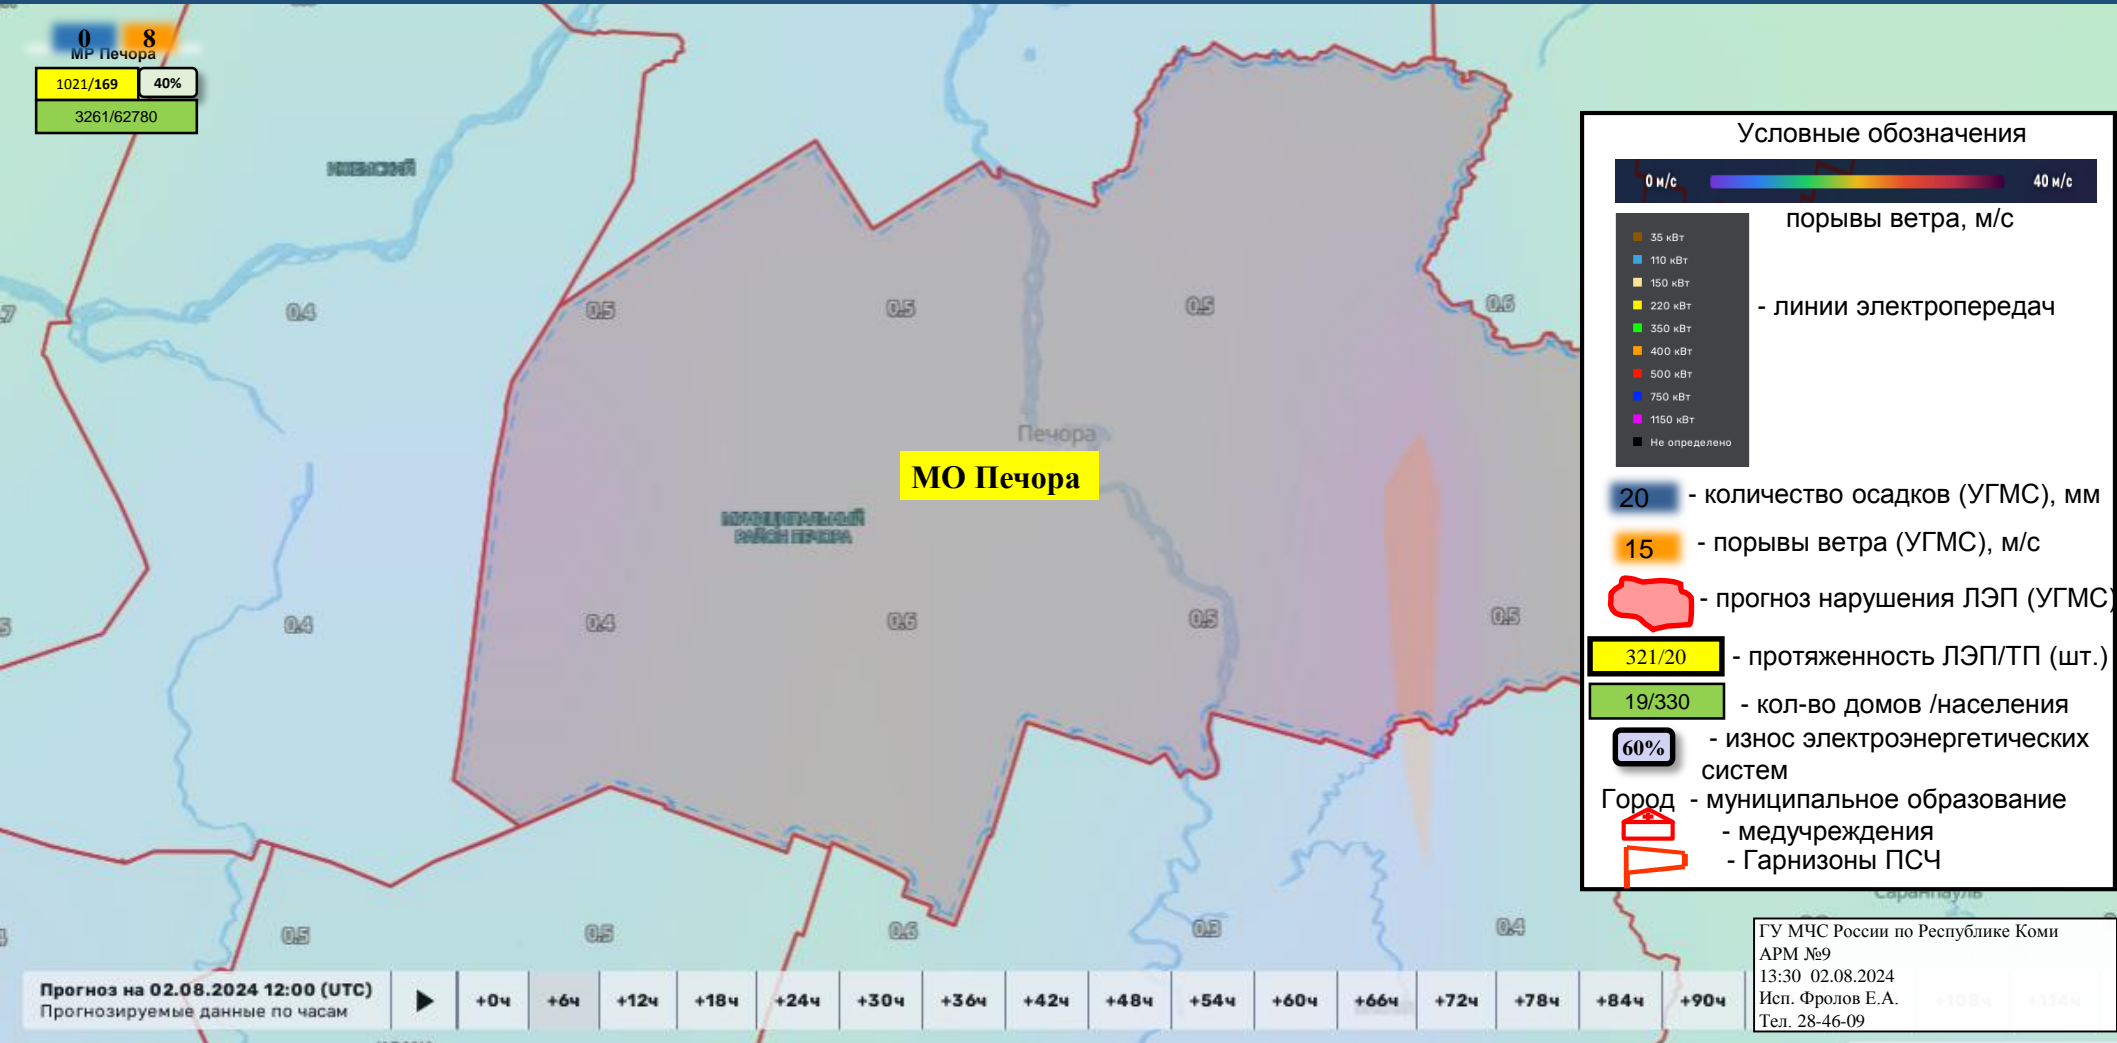 0 8
МР Печора
1021/169 40%
3261/62780
ИЖЕМСКИЙ
0.4
0.5
0.5
0.5
0.6
Печора
МО Печора
МУНИЦИПАЛЬНЫЙ
РАЙОН ПЕЧОРА
0.4
0.4
0.6
0.5
0.5
0.5
0.5
0.6
0.3
0.4
Условные обозначения
0 м/с 40 м/с
порывы ветра, м/с
35 кВт
110 кВт
150 кВт
220 кВт
350 кВт
400 кВт
500 кВт
750 кВт
1150 кВт
Не определено
- линии электропередач
20 - количество осадков (УГМС), мм
15 - порывы ветра (УГМС), м/с
- прогноз нарушения ЛЭП (УГМС)
321/20 - протяженность ЛЭП/ТП (шт.)
19/330 - кол-во домов /населения
60% - износ электроэнергетических
систем
Город - муниципальное образование
- медучреждения
- Гарнизоны ПСЧ
Саранпауль
ГУ МЧС России по Республике Коми
АРМ №9
13:30 02.08.2024
Исп. Фролов Е.А.
Тел. 28-46-09
Прогноз на 02.08.2024 12:00 (UTC)
Прогнозируемые данные по часам
+0ч +6ч +12ч +18ч +24ч +30ч +36ч +42ч +48ч +54ч +60ч +66ч +72ч +78ч +84ч +90ч